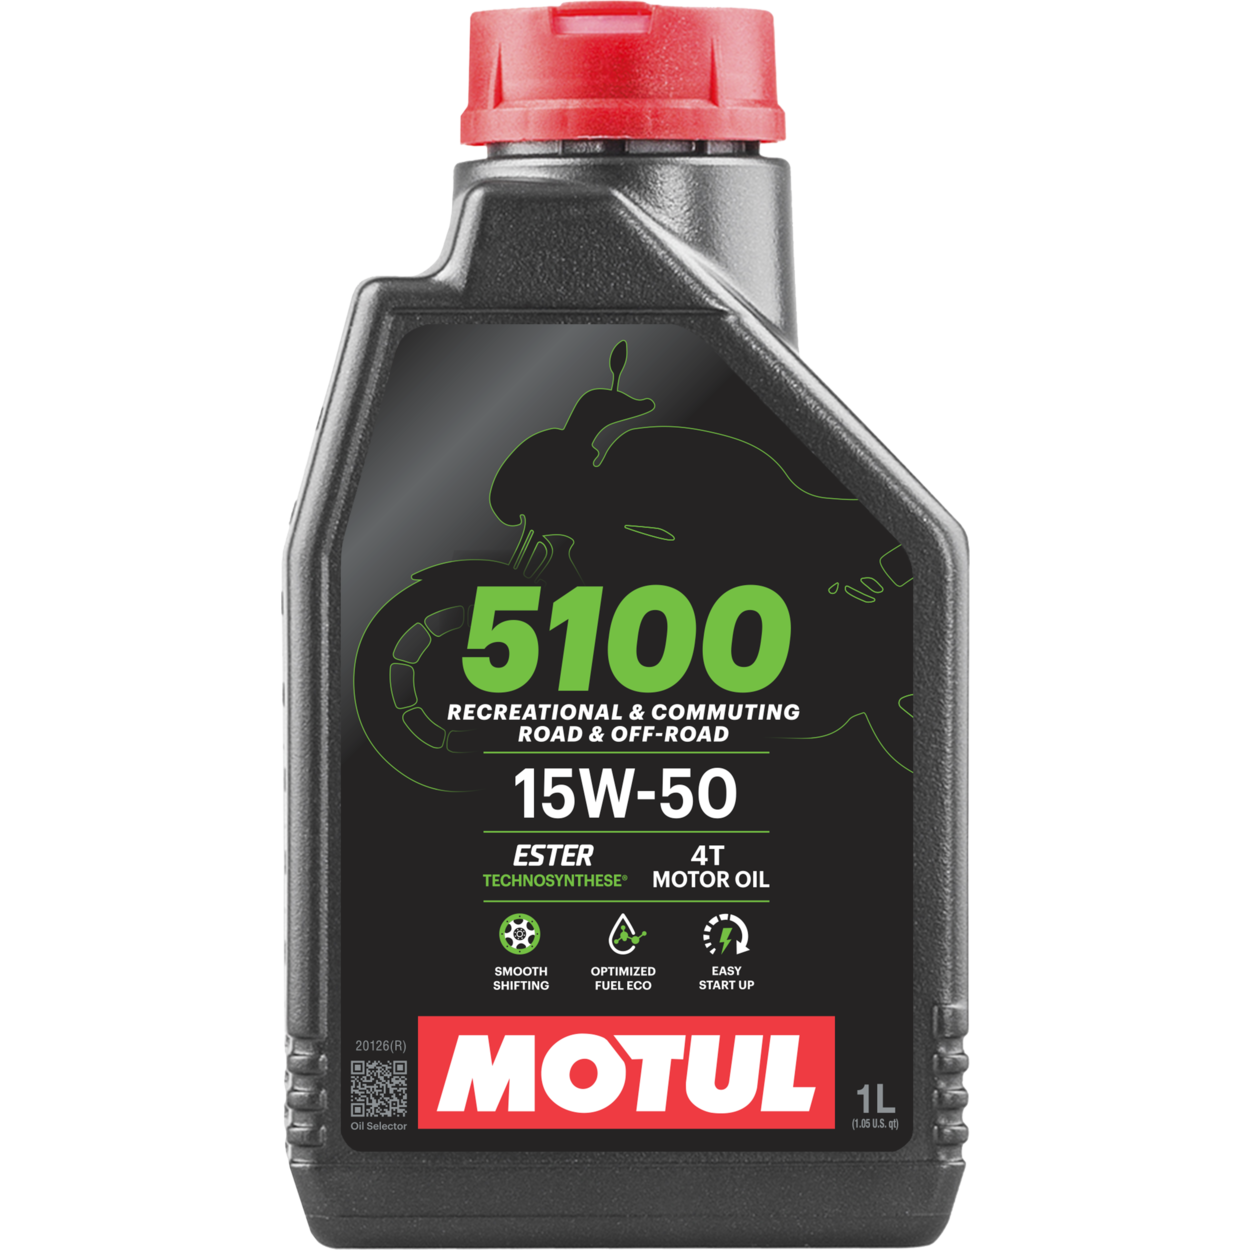 5100
RECREATIONAL & COMMUTING
ROAD & OFF-ROAD
15W-50
ESTER
TECHNOSYNTHESE®
4T
MOTOR OIL
SMOOTH
SHIFTING
OPTIMIZED
FUEL ECO
EASY
START UP
20126(R)
Oil Selector
MOTUL
1L
(1.05 U.S. qt)